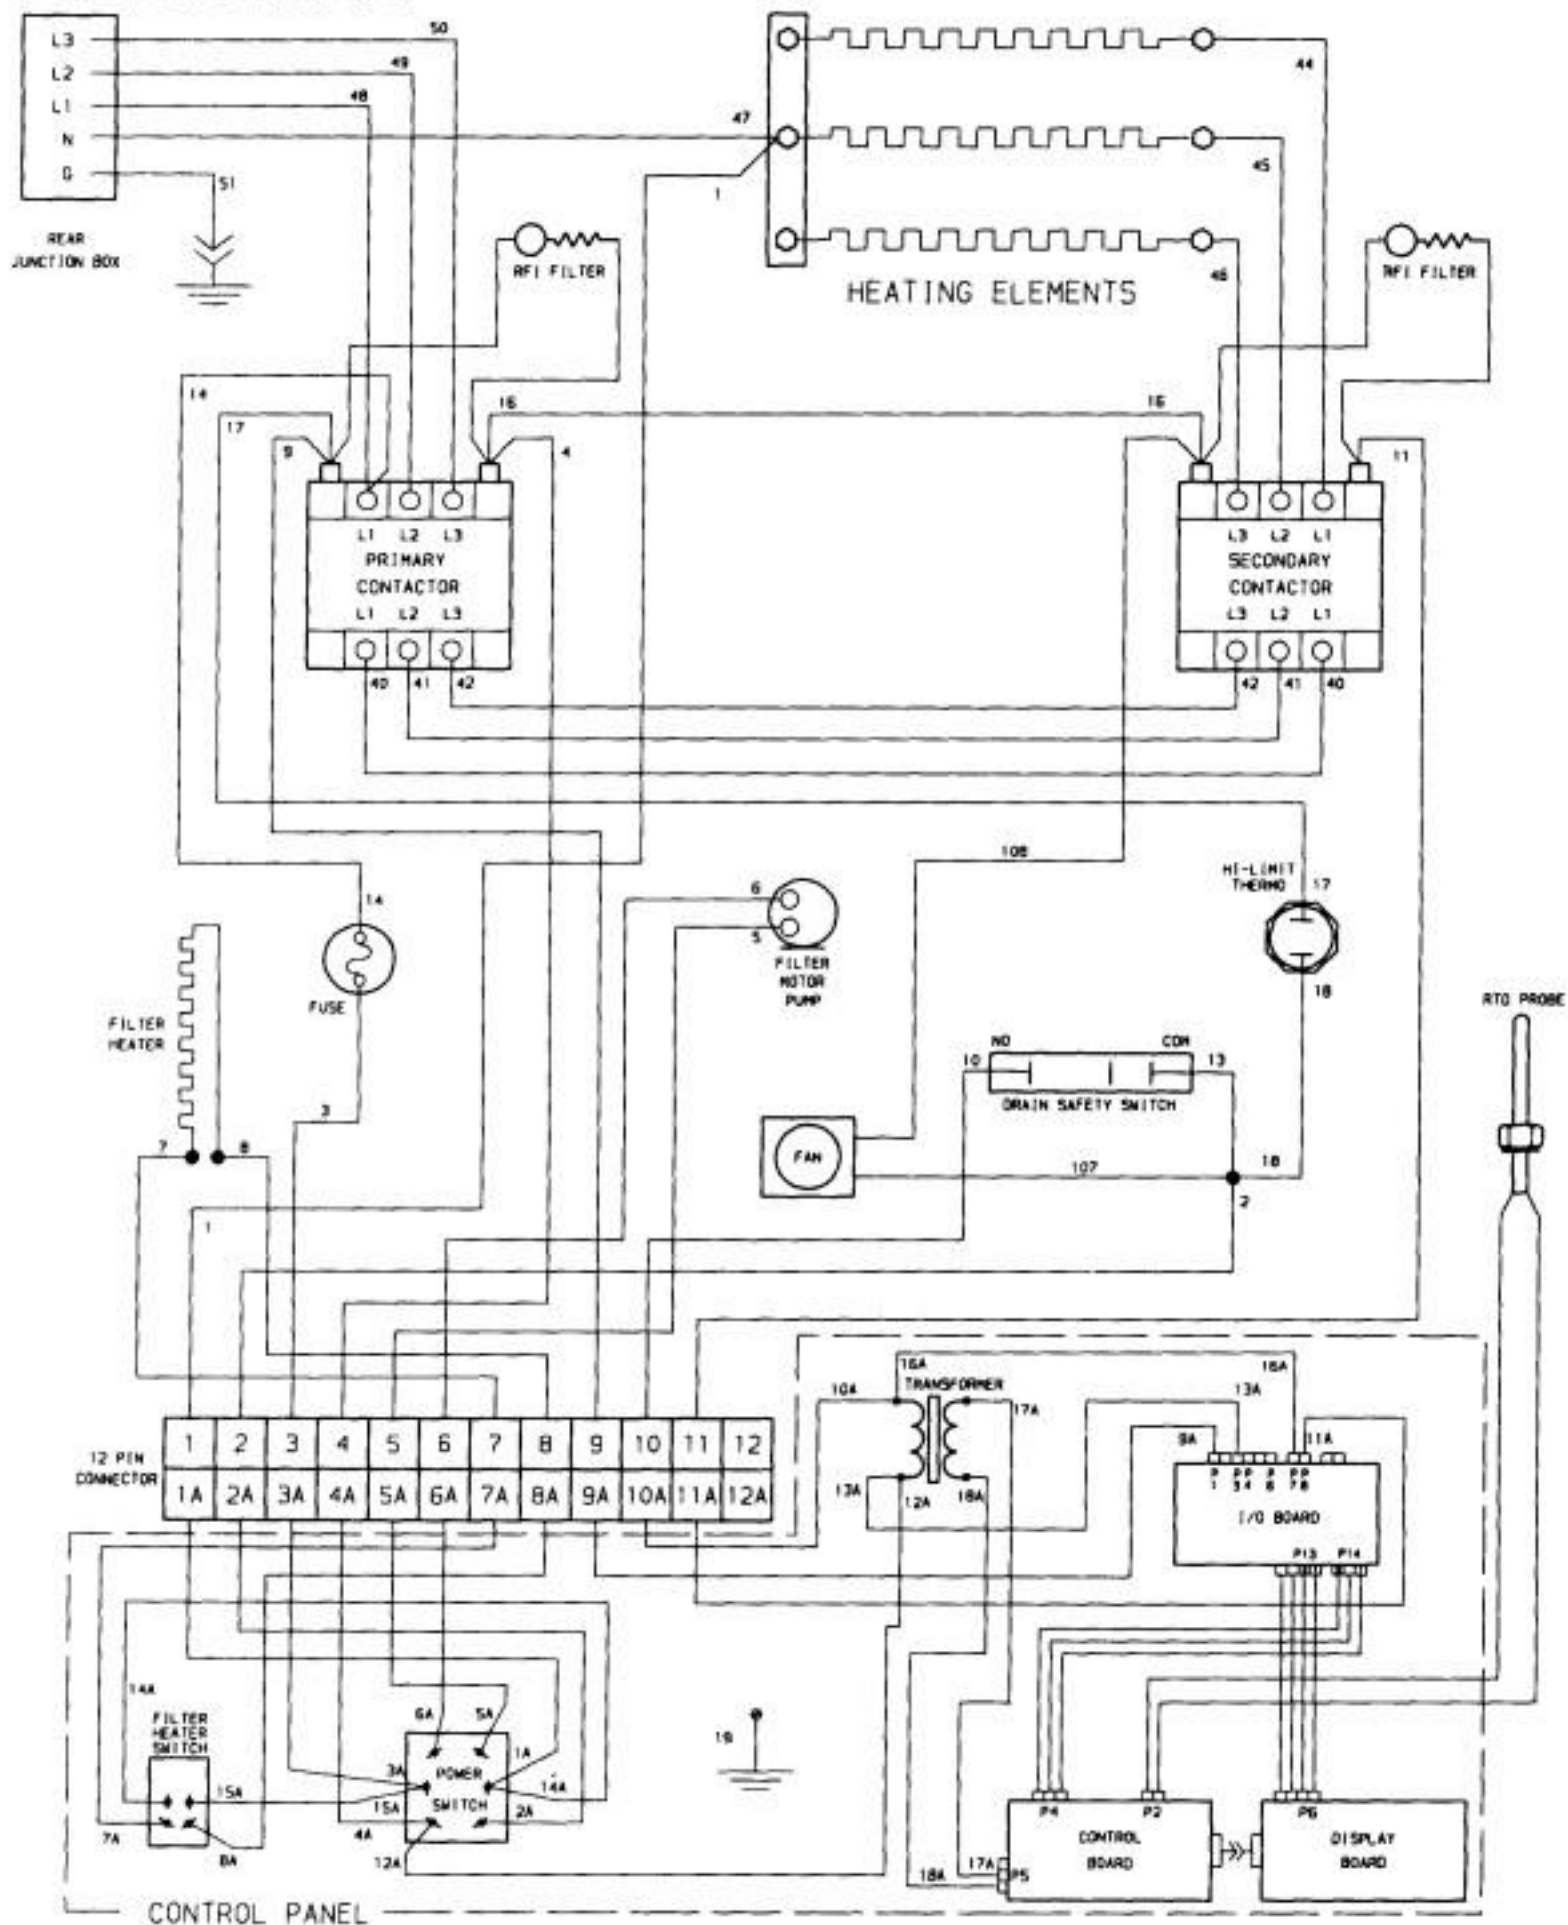 L3
L2
L1
N
G
REAR
JUNCTION BOX
50
49
48
47
51
1
44
45
46
RFI FILTER
HEATING ELEMENTS
RFI FILTER
14
17
9
16
4
16
11
L1 L2 L3
PRIMARY
CONTACTOR
L1 L2 L3
40 41 42
L3 L2 L1
SECONDARY
CONTACTOR
L3 L2 L1
42 41 40
108
HI-LIMIT
THERMO
17
18
14
FUSE
3
6
5
FILTER
MOTOR
PUMP
FILTER
HEATER
7
8
1
RTD PROBE
NO
COM
10
13
DRAIN SAFETY SWITCH
FAN
107
18
2
12 PIN
CONNECTOR
1 2 3 4 5 6 7 8 9 10 11 12
1A 2A 3A 4A 5A 6A 7A 8A 9A 10A 11A 12A
16A
TRANSFORMER
10A
17A
13A
12A
18A
16A
13A
9A
11A
P1 P3 P4 P6 P7 P8
I/O BOARD
P13 P14
14A
FILTER
HEATER
SWITCH
15A
7A
8A
6A
5A
3A
1A
POWER
SWITCH
14A
15A
2A
4A
12A
19
P4
P2
CONTROL
BOARD
17A
18A
P5
P6
DISPLAY
BOARD
CONTROL PANEL